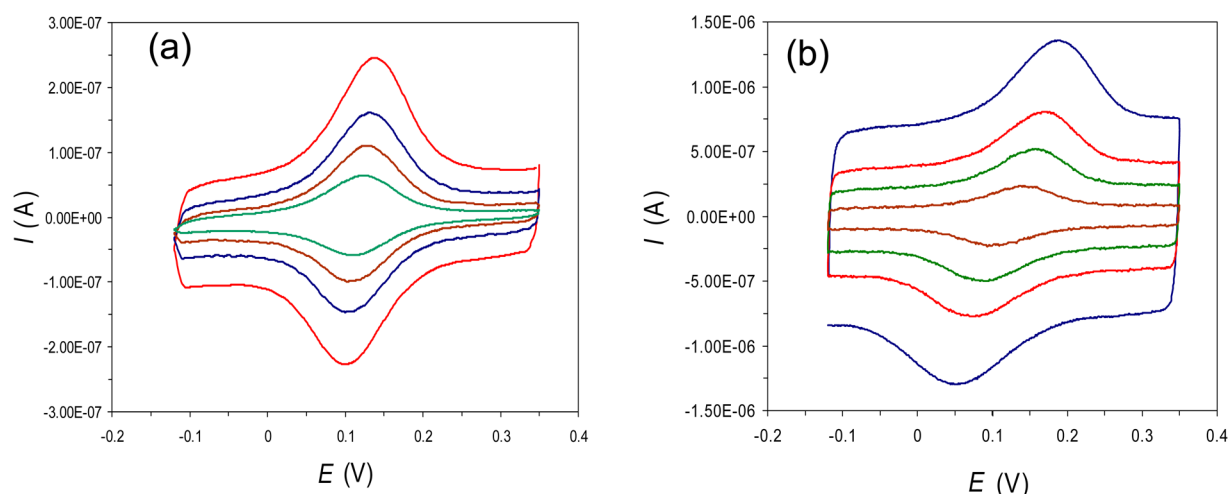 (a)
3.00E-07
2.00E-07
1.00E-07
0.00E+00
-1.00E-07
-2.00E-07
-3.00E-07
I (A)
-0.2 -0.1 0 0.1 0.2 0.3 0.4
E (V)
(b)
1.50E-06
1.00E-06
5.00E-07
0.00E+00
-5.00E-07
-1.00E-06
-1.50E-06
I (A)
-0.2 -0.1 0 0.1 0.2 0.3 0.4
E (V)